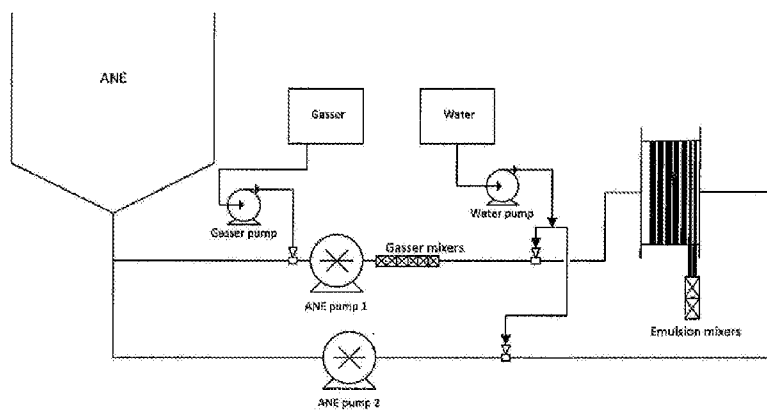 ANE
Gasser
Water
Gasser pump
Water pump
Gasser mixers
ANE pump 1
Emulsion mixers
ANE pump 2